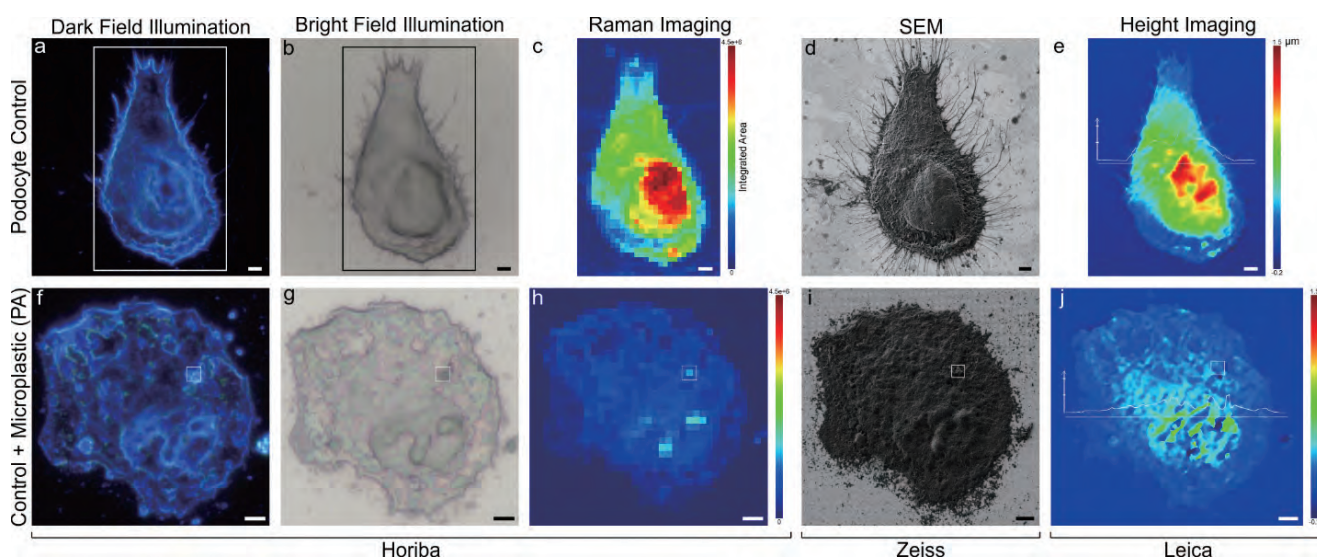 Dark Field Illumination
Bright Field Illumination
Raman Imaging
SEM
Height Imaging
Podocyte Control
a
b
c
4.5e+6
Integrated Area
0
d
e
1.5 µm
-0.2
Control + Microplastic (PA)
f
g
h
4.5e+6
0
i
j
Horiba
Zeiss
Leica